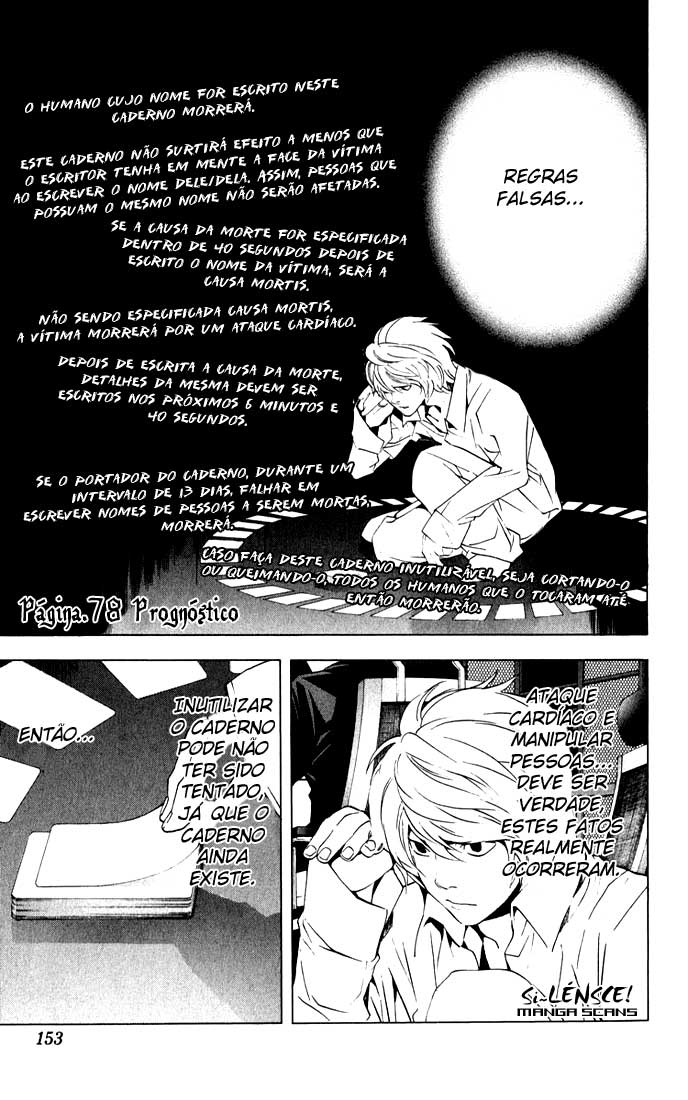 O HUMANO CUJO NOME FOR ESCRITO NESTE
CADERNO MORRERÁ.
ESTE CADERNO NÃO SURTIRÁ EFEITO A MENOS QUE
O ESCRITOR TENHA EM MENTE A FACE DA VÍTIMA
AO ESCREVER O NOME DELE/DELA. ASSIM, PESSOAS QUE
POSSUAM O MESMO NOME NÃO SERÃO AFETADAS.
SE A CAUSA DA MORTE FOR ESPECIFICADA
DENTRO DE 40 SEGUNDOS DEPOIS DE
ESCRITO O NOME DA VÍTIMA, SERÁ A
CAUSA MORTIS.
NÃO SENDO ESPECIFICADA CAUSA MORTIS,
A VÍTIMA MORRERÁ POR UM ATAQUE CARDÍACO.
DEPOIS DE ESCRITA A CAUSA DA MORTE,
DETALHES DA MESMA DEVEM SER
ESCRITOS NOS PRÓXIMOS 6 MINUTOS E
40 SEGUNDOS.
SE O PORTADOR DO CADERNO, DURANTE UM
INTERVALO DE 13 DIAS, FALHAR EM
ESCREVER NOMES DE PESSOAS A SEREM MORTAS,
MORRERÁ.
CASO FAÇA DESTE CADERNO INUTILIZÁVEL, SEJA CORTANDO-O
OU QUEIMANDO-O, TODOS OS HUMANOS QUE O TOCARAM ATÉ
ENTÃO MORRERÃO.
REGRAS
FALSAS...
Página.78 Prognóstico
ATAQUE
CARDÍACO E
MANIPULAR
PESSOAS...
DEVE SER
VERDADE,
ESTES FATOS
REALMENTE
OCORRERAM.
INUTILIZAR
O CADERNO
PODE NÃO
TER SIDO
TENTADO,
JÁ QUE O
CADERNO
AINDA
EXISTE.
ENTÃO...
Si~LÉNSCE!
MANGA SCANS
153